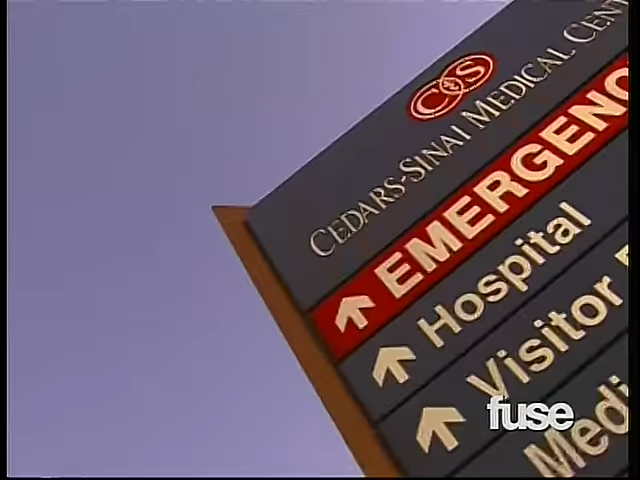 CS
CEDARS-SINAI MEDICAL CENT
EMERGENC
Hospital
Visitor
Medi
fuse